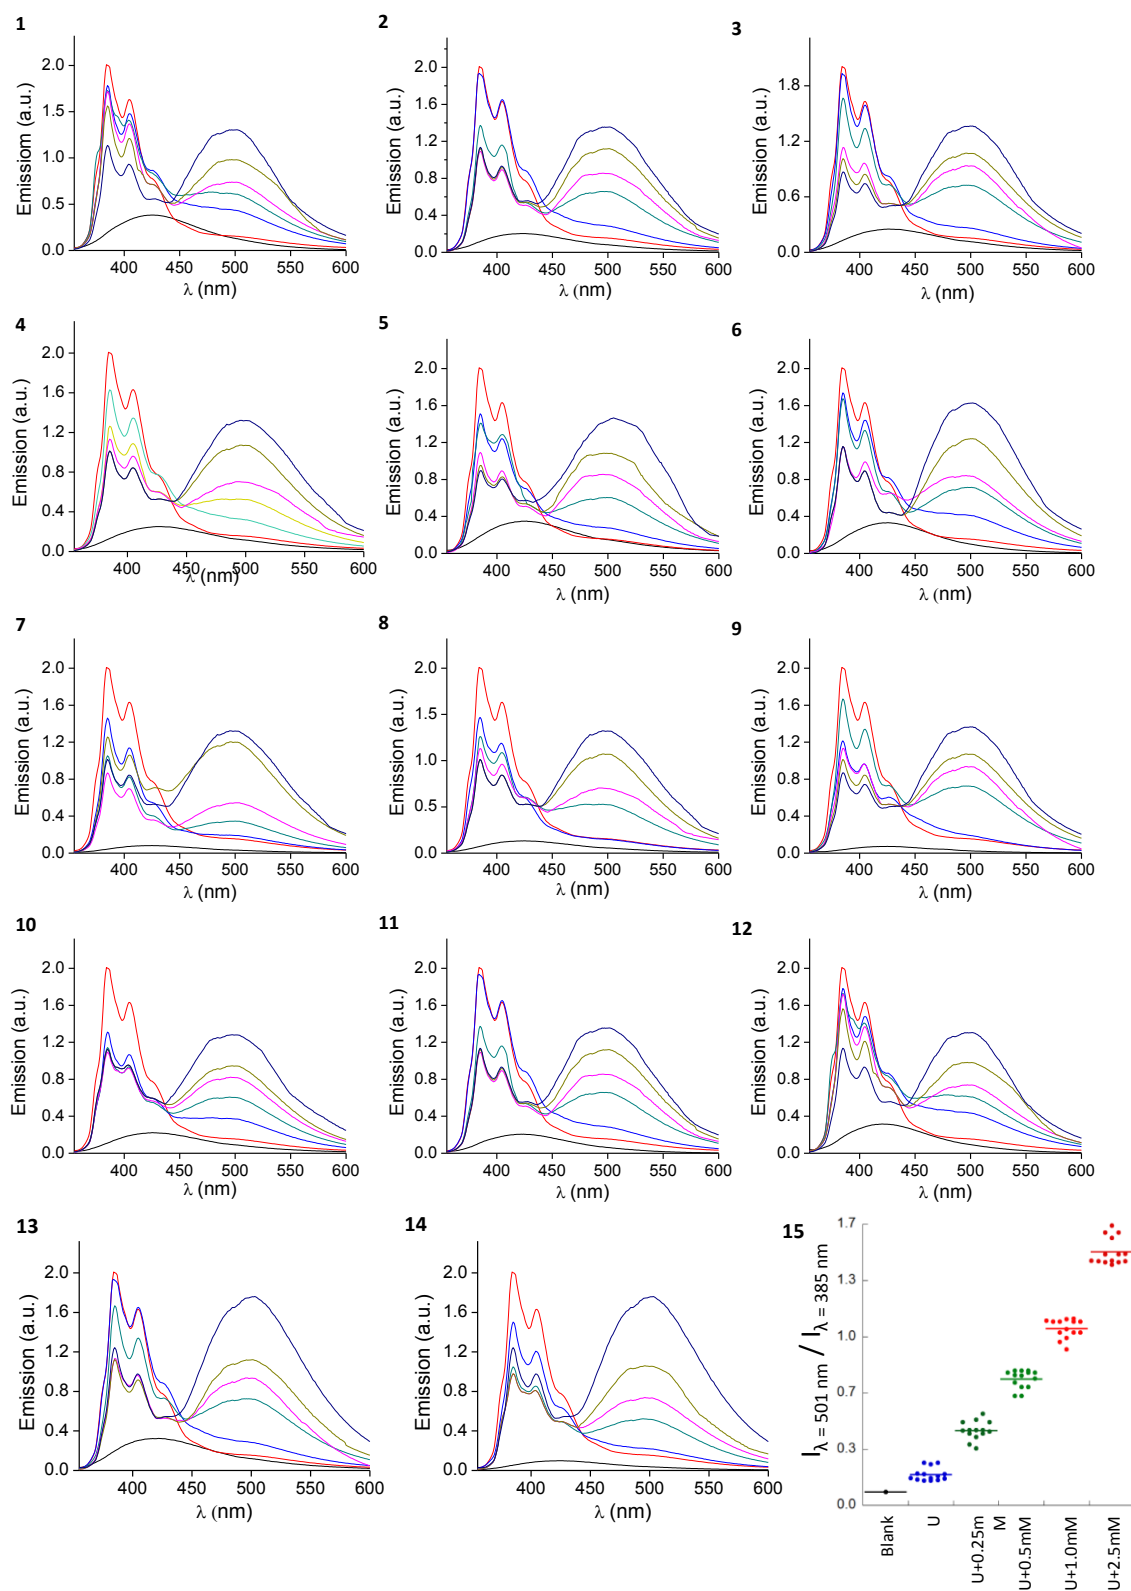 1
2
3
Emissiom (a.u.)
2.0
1.5
1.0
0.5
0.0
400 450 500 550 600
λ (nm)
Emission (a.u.)
2.0
1.6
1.2
0.8
0.4
0.0
400 450 500 550 600
λ (nm)
Emission (a.u.)
1.8
1.2
0.6
0.0
400 450 500 550 600
λ (nm)
4
5
6
Emission (a.u.)
2.0
1.6
1.2
0.8
0.4
0.0
400 450 500 550 600
λ (nm)
Emission (a.u.)
2.0
1.6
1.2
0.8
0.4
0.0
400 450 500 550 600
λ (nm)
Emission (a.u.)
2.0
1.6
1.2
0.8
0.4
0.0
400 450 500 550 600
λ (nm)
7
8
9
Emission (a.u.)
2.0
1.6
1.2
0.8
0.4
0.0
400 450 500 550 600
λ (nm)
Emission (a.u.)
2.0
1.5
1.0
0.5
0.0
400 450 500 550 600
λ (nm)
Emission (a.u.)
2.0
1.6
1.2
0.8
0.4
0.0
400 450 500 550 600
λ (nm)
10
11
12
Emission (a.u.)
2.0
1.6
1.2
0.8
0.4
0.0
400 450 500 550 600
λ (nm)
Emission (a.u.)
2.0
1.6
1.2
0.8
0.4
0.0
400 450 500 550 600
λ (nm)
Emission (a.u.)
2.0
1.6
1.2
0.8
0.4
0.0
400 450 500 550 600
λ (nm)
13
14
15
Emission (a.u.)
2.0
1.6
1.2
0.8
0.4
0.0
400 450 500 550 600
λ (nm)
Emission (a.u.)
2.0
1.6
1.2
0.8
0.4
0.0
400 450 500 550 600
λ (nm)
I λ = 501 nm / I λ = 385 nm
1.7
1.3
1.0
0.7
0.3
0.0
Blank
U
U+0.25m
M
U+0.5mM
U+1.0mM
U+2.5mM